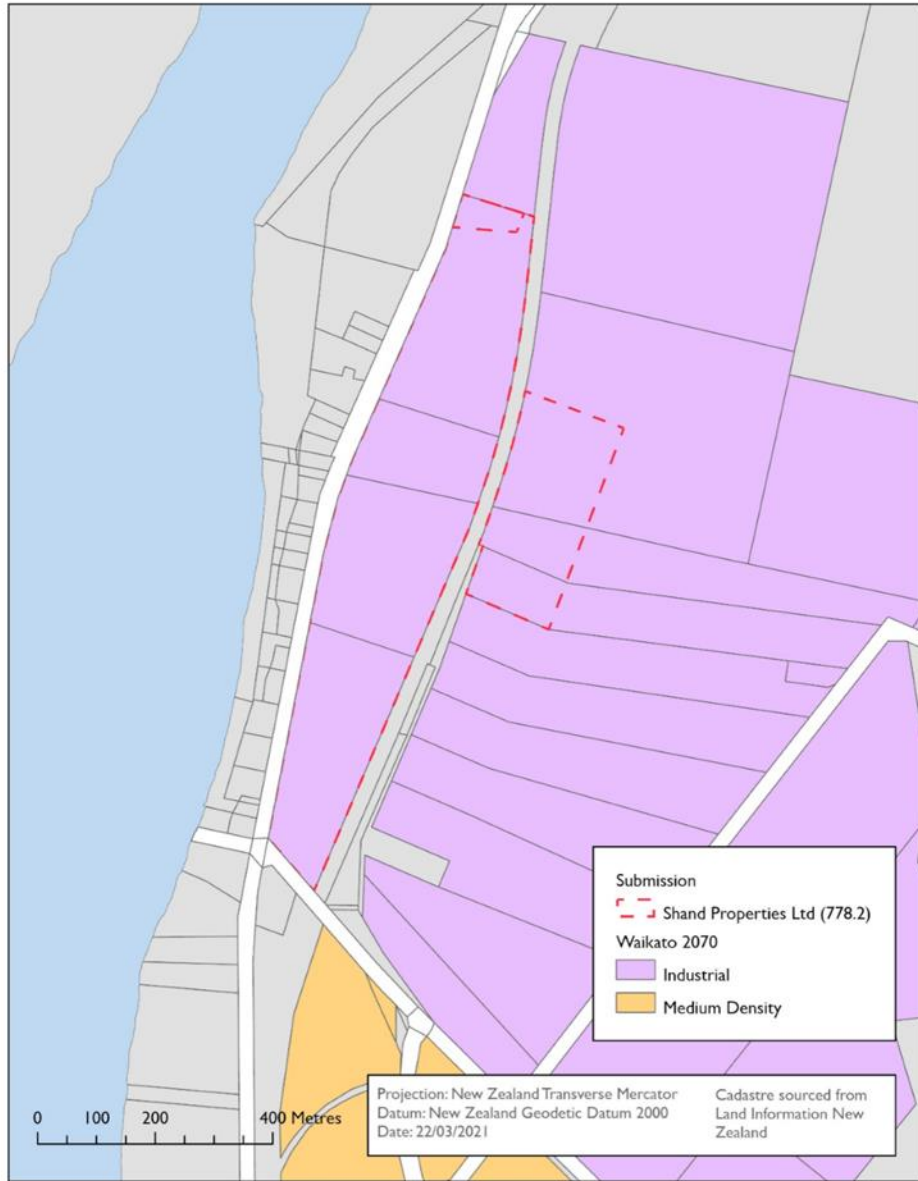 Submission
Shand Properties Ltd (778.2)
Waikato 2070
Industrial
Medium Density
0 100 200 400 Metres
Projection: New Zealand Transverse Mercator
Datum: New Zealand Geodetic Datum 2000
Date: 22/03/2021
Cadastre sourced from
Land Information New
Zealand